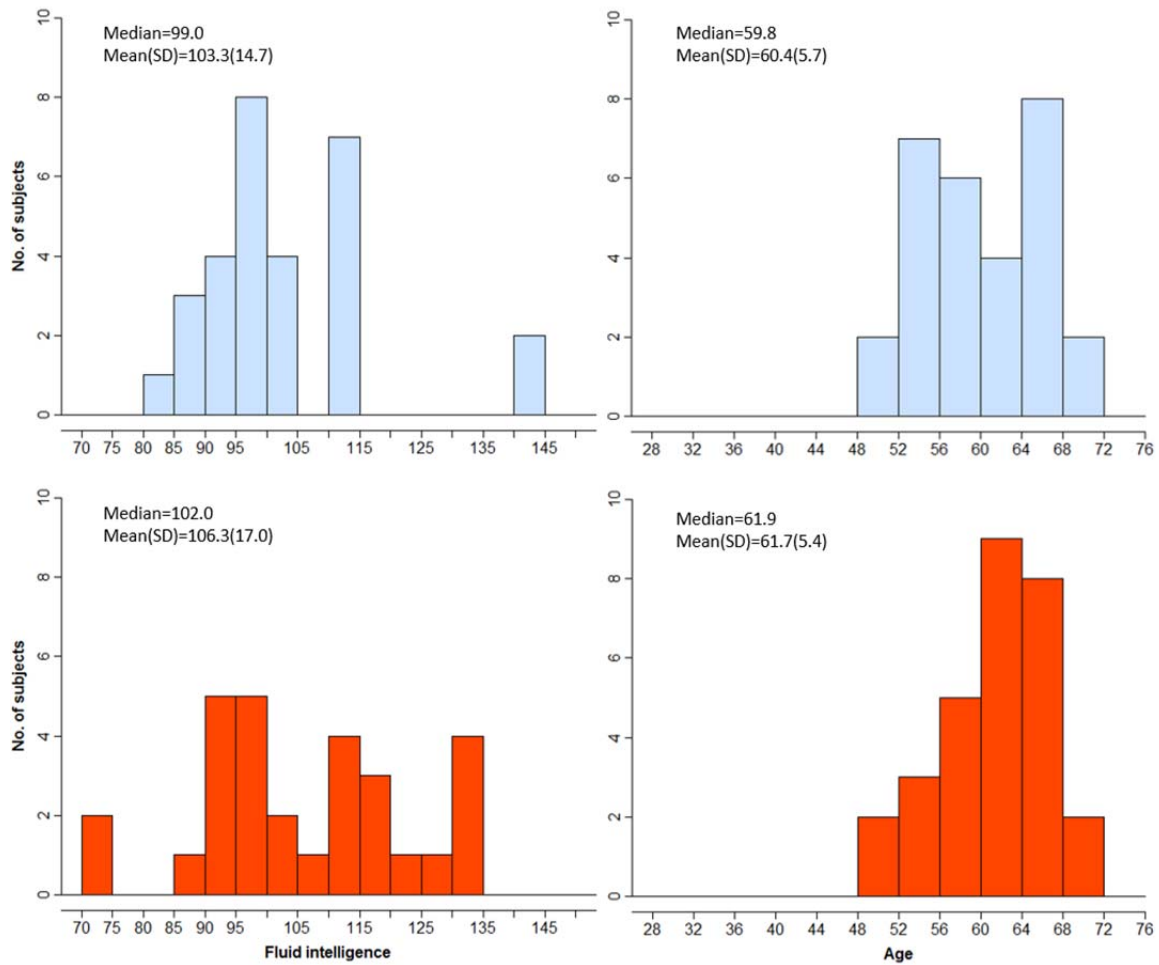 Median=99.0
Mean(SD)=103.3(14.7)
No. of subjects
10
8
6
4
2
0
70 75 80 85 90 95 105 115 125 135 145
Median=59.8
Mean(SD)=60.4(5.7)
10
8
6
4
2
0
28 32 36 40 44 48 52 56 60 64 68 72 76
Median=102.0
Mean(SD)=106.3(17.0)
No. of subjects
10
8
6
4
2
0
70 75 80 85 90 95 105 115 125 135 145
Fluid intelligence
Median=61.9
Mean(SD)=61.7(5.4)
10
8
6
4
2
0
28 32 36 40 44 48 52 56 60 64 68 72 76
Age